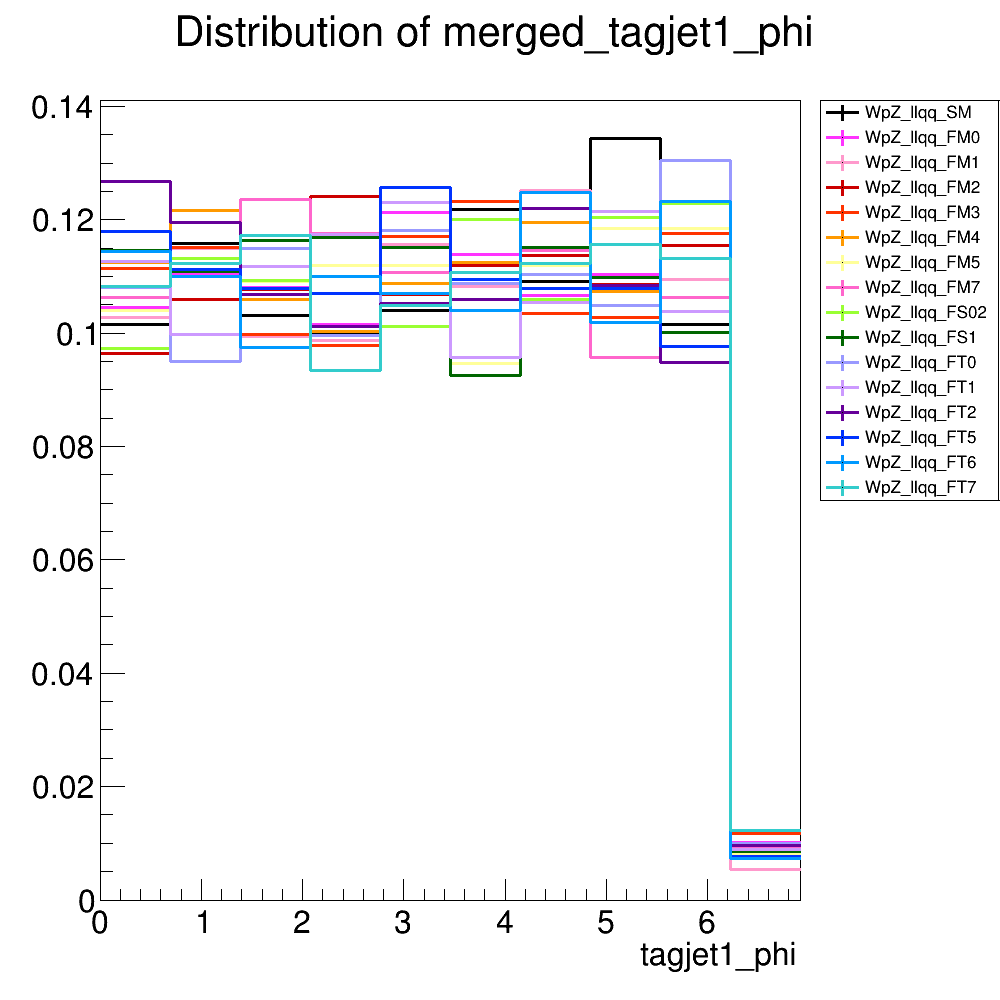 Distribution of merged_tagjet1_phi
0.14
0.12
0.1
0.08
0.06
0.04
0.02
0
0 1 2 3 4 5 6
tagjet1_phi
WpZ_llqq_SM
WpZ_llqq_FM0
WpZ_llqq_FM1
WpZ_llqq_FM2
WpZ_llqq_FM3
WpZ_llqq_FM4
WpZ_llqq_FM5
WpZ_llqq_FM7
WpZ_llqq_FS02
WpZ_llqq_FS1
WpZ_llqq_FT0
WpZ_llqq_FT1
WpZ_llqq_FT2
WpZ_llqq_FT5
WpZ_llqq_FT6
WpZ_llqq_FT7